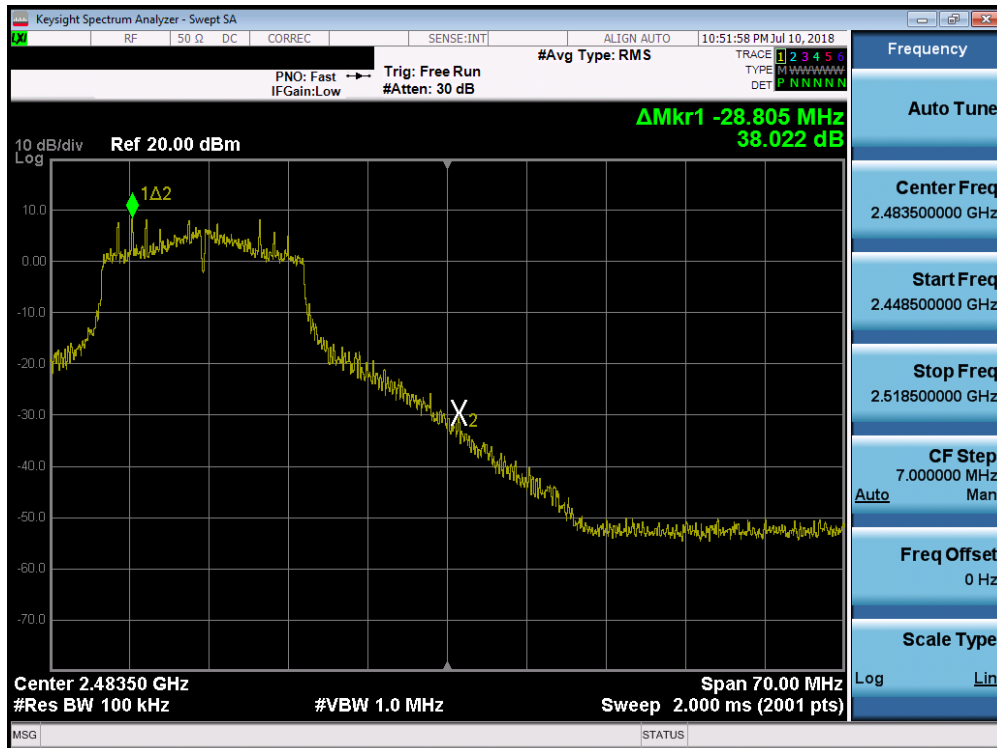 Keysight Spectrum Analyzer - Swept SA
LXI RF 50 Ω DC CORREC SENSE:INT ALIGN AUTO 10:51:58 PM Jul 10, 2018
PNO: Fast Trig: Free Run #Avg Type: RMS TRACE 1 2 3 4 5 6
IFGain:Low #Atten: 30 dB TYPE M WWWWW
DET P N N N N N
ΔMkr1 -28.805 MHz
38.022 dB
10 dB/div Ref 20.00 dBm
Log
1Δ2
10.0
0.00
-10.0
-20.0
-30.0
X2
-40.0
-50.0
-60.0
-70.0
Center 2.48350 GHz Span 70.00 MHz
#Res BW 100 kHz #VBW 1.0 MHz Sweep 2.000 ms (2001 pts)
MSG STATUS
Frequency
Auto Tune
Center Freq
2.483500000 GHz
Start Freq
2.448500000 GHz
Stop Freq
2.518500000 GHz
CF Step
7.000000 MHz
Auto Man
Freq Offset
0 Hz
Scale Type
Log Lin